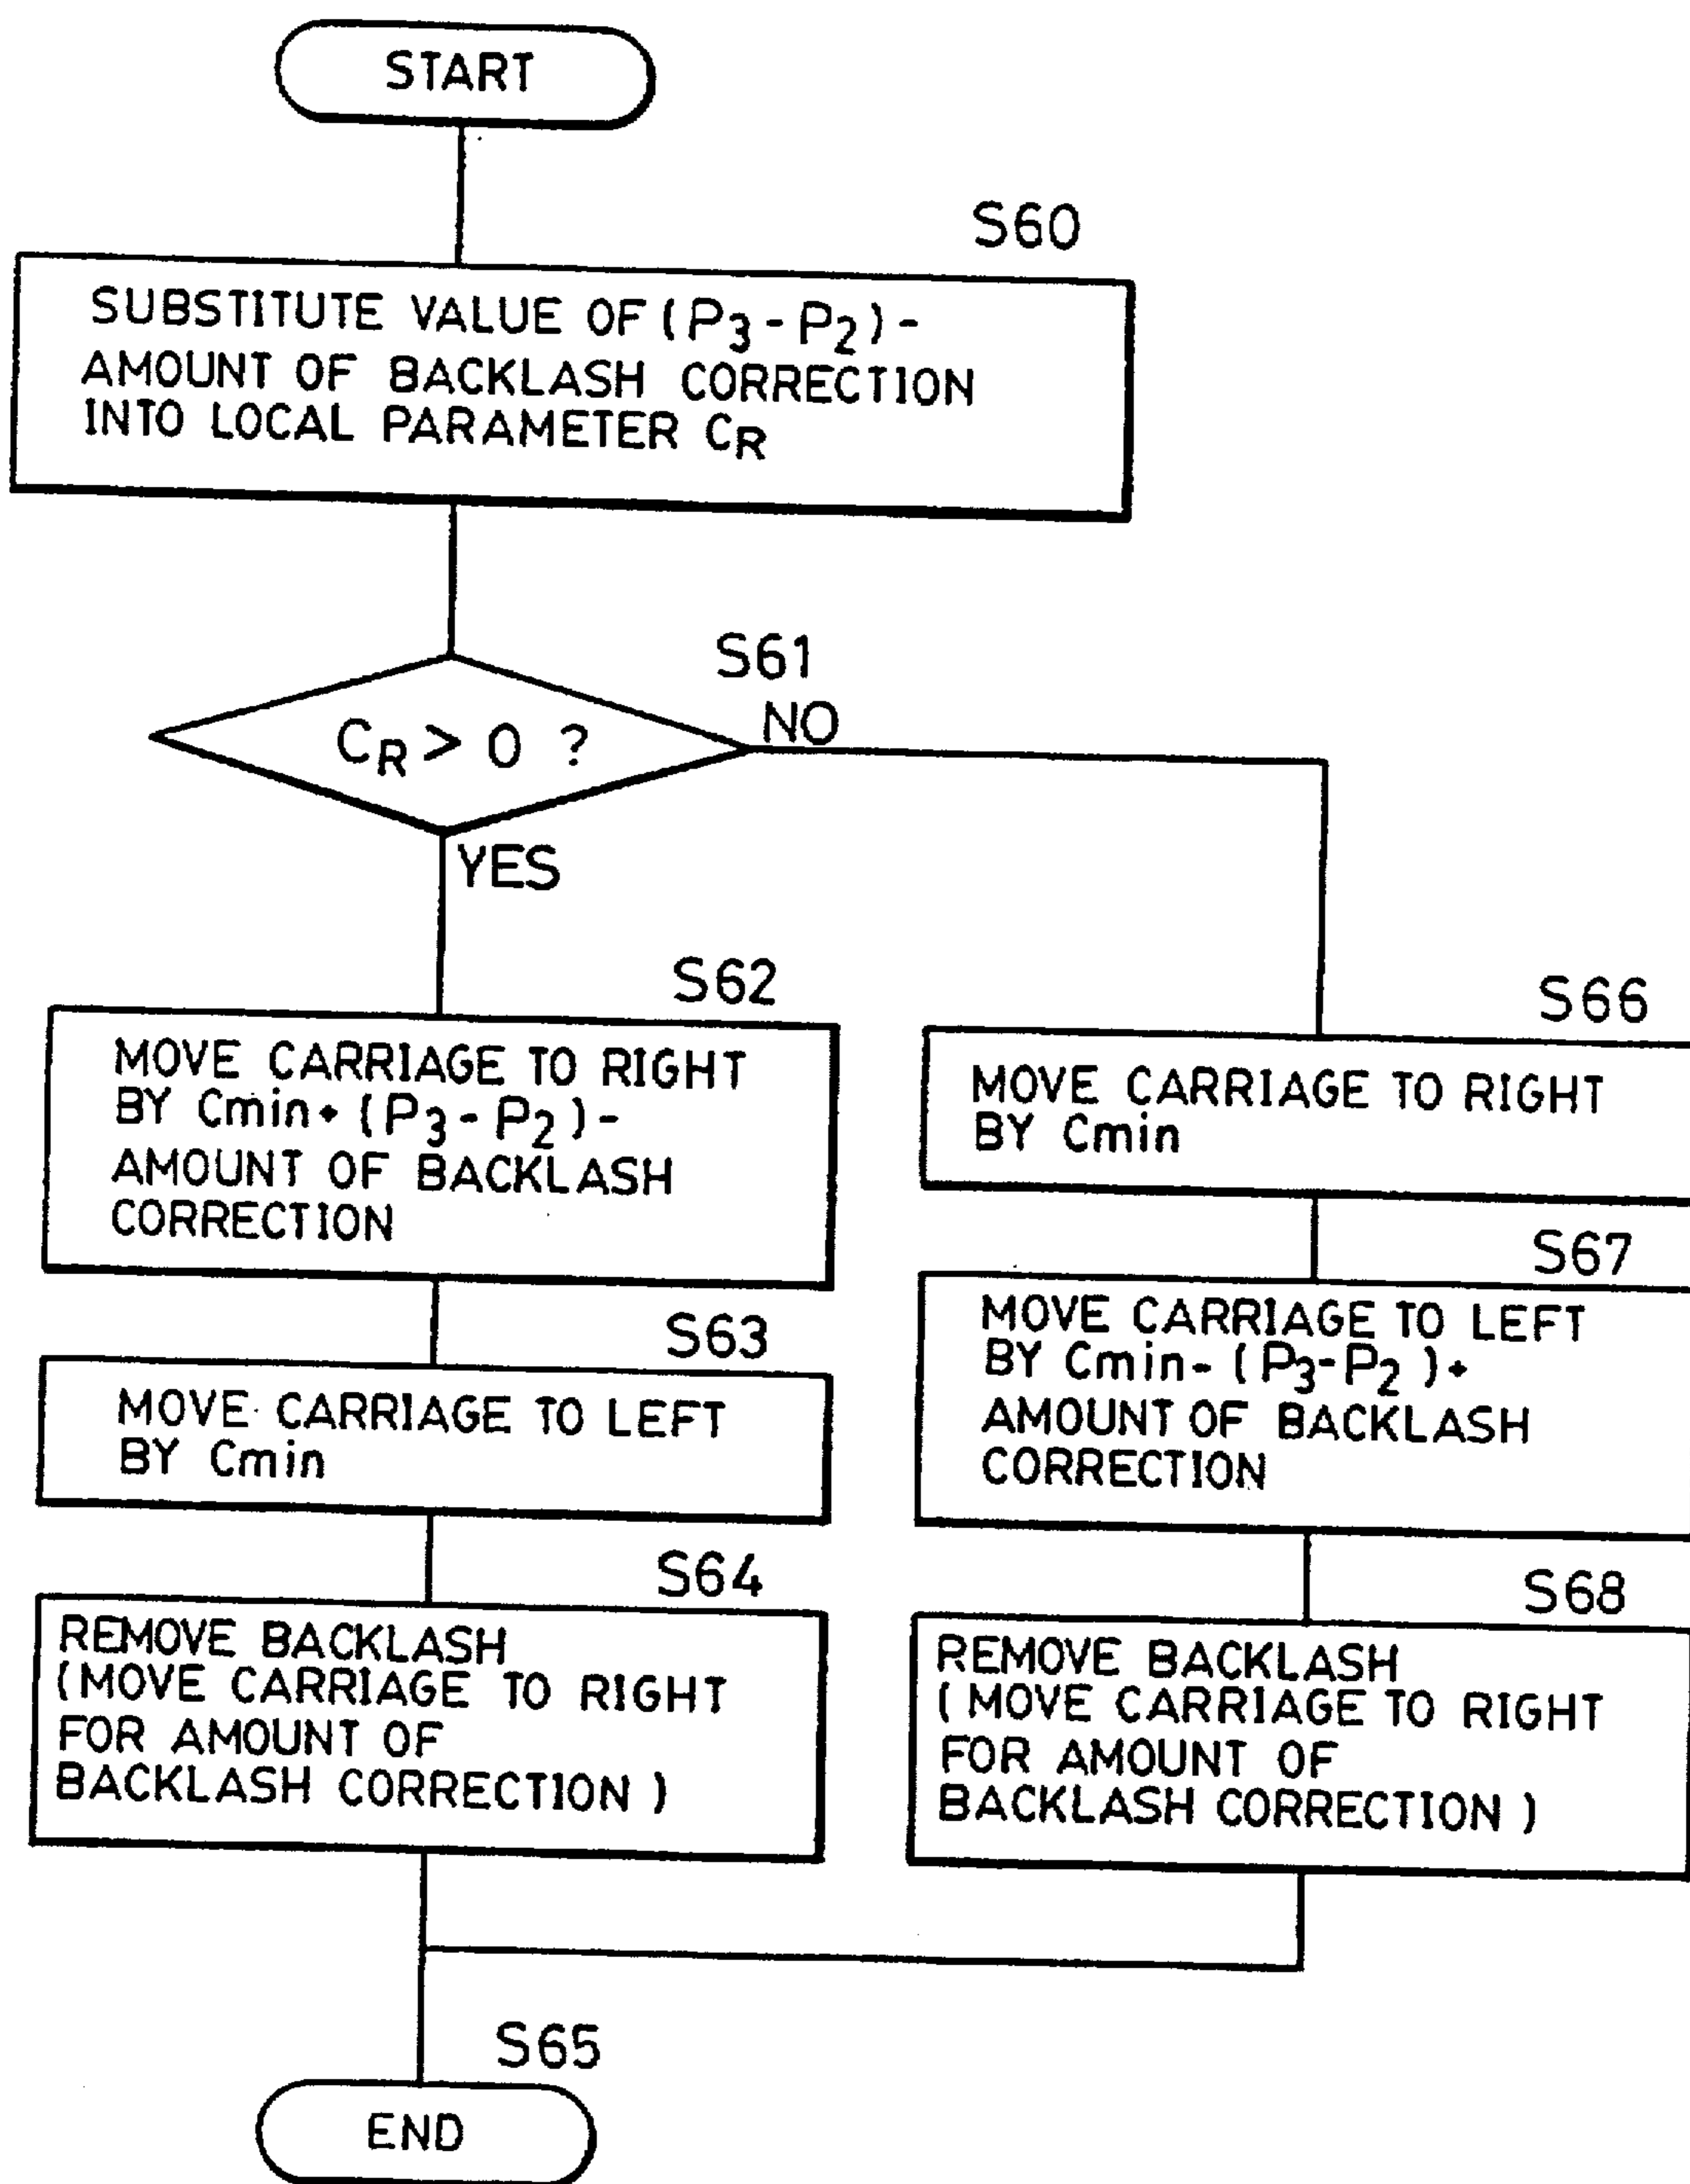 START
S60
SUBSTITUTE VALUE OF (P3 - P2) -
AMOUNT OF BACKLASH CORRECTION
INTO LOCAL PARAMETER CR
S61
CR > 0 ?
NO
YES
S62
MOVE CARRIAGE TO RIGHT
BY Cmin + (P3 - P2) -
AMOUNT OF BACKLASH
CORRECTION
S63
MOVE CARRIAGE TO LEFT
BY Cmin
S64
REMOVE BACKLASH
(MOVE CARRIAGE TO RIGHT
FOR AMOUNT OF
BACKLASH CORRECTION)
S66
MOVE CARRIAGE TO RIGHT
BY Cmin
S67
MOVE CARRIAGE TO LEFT
BY Cmin - (P3 - P2) +
AMOUNT OF BACKLASH
CORRECTION
S68
REMOVE BACKLASH
(MOVE CARRIAGE TO RIGHT
FOR AMOUNT OF
BACKLASH CORRECTION)
S65
END